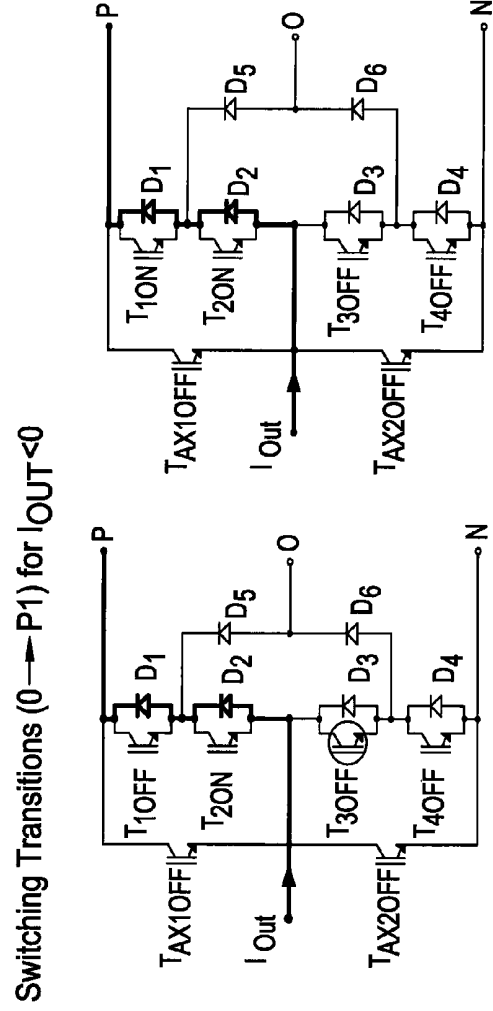 Switching Transitions (0→P1) for IOUT<0
P
T1OFF
D1
TAX1OFF
T2ON
D2
D5
IOut
O
T3OFF
D3
D6
TAX2OFF
T4OFF
D4
N
P
T1ON
D1
TAX1OFF
T2ON
D2
D5
IOut
O
T3OFF
D3
D6
TAX2OFF
T4OFF
D4
N